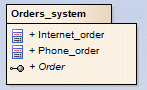 Orders_system
+ Internet_order
+ Phone_order
+ Order